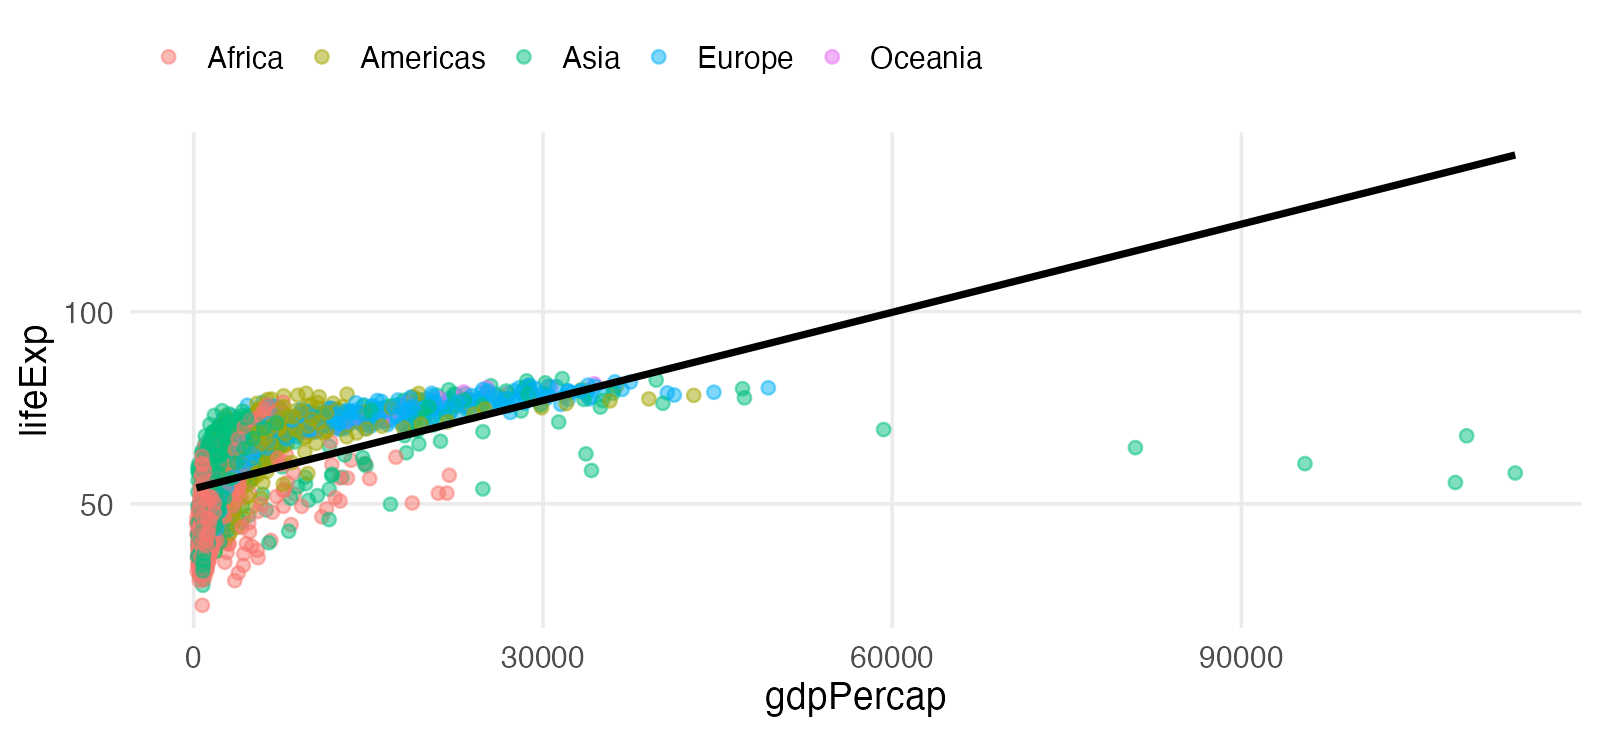 Africa Americas Asia Europe Oceania
100
50
lifeExp
0 30000 60000 90000
gdpPercap